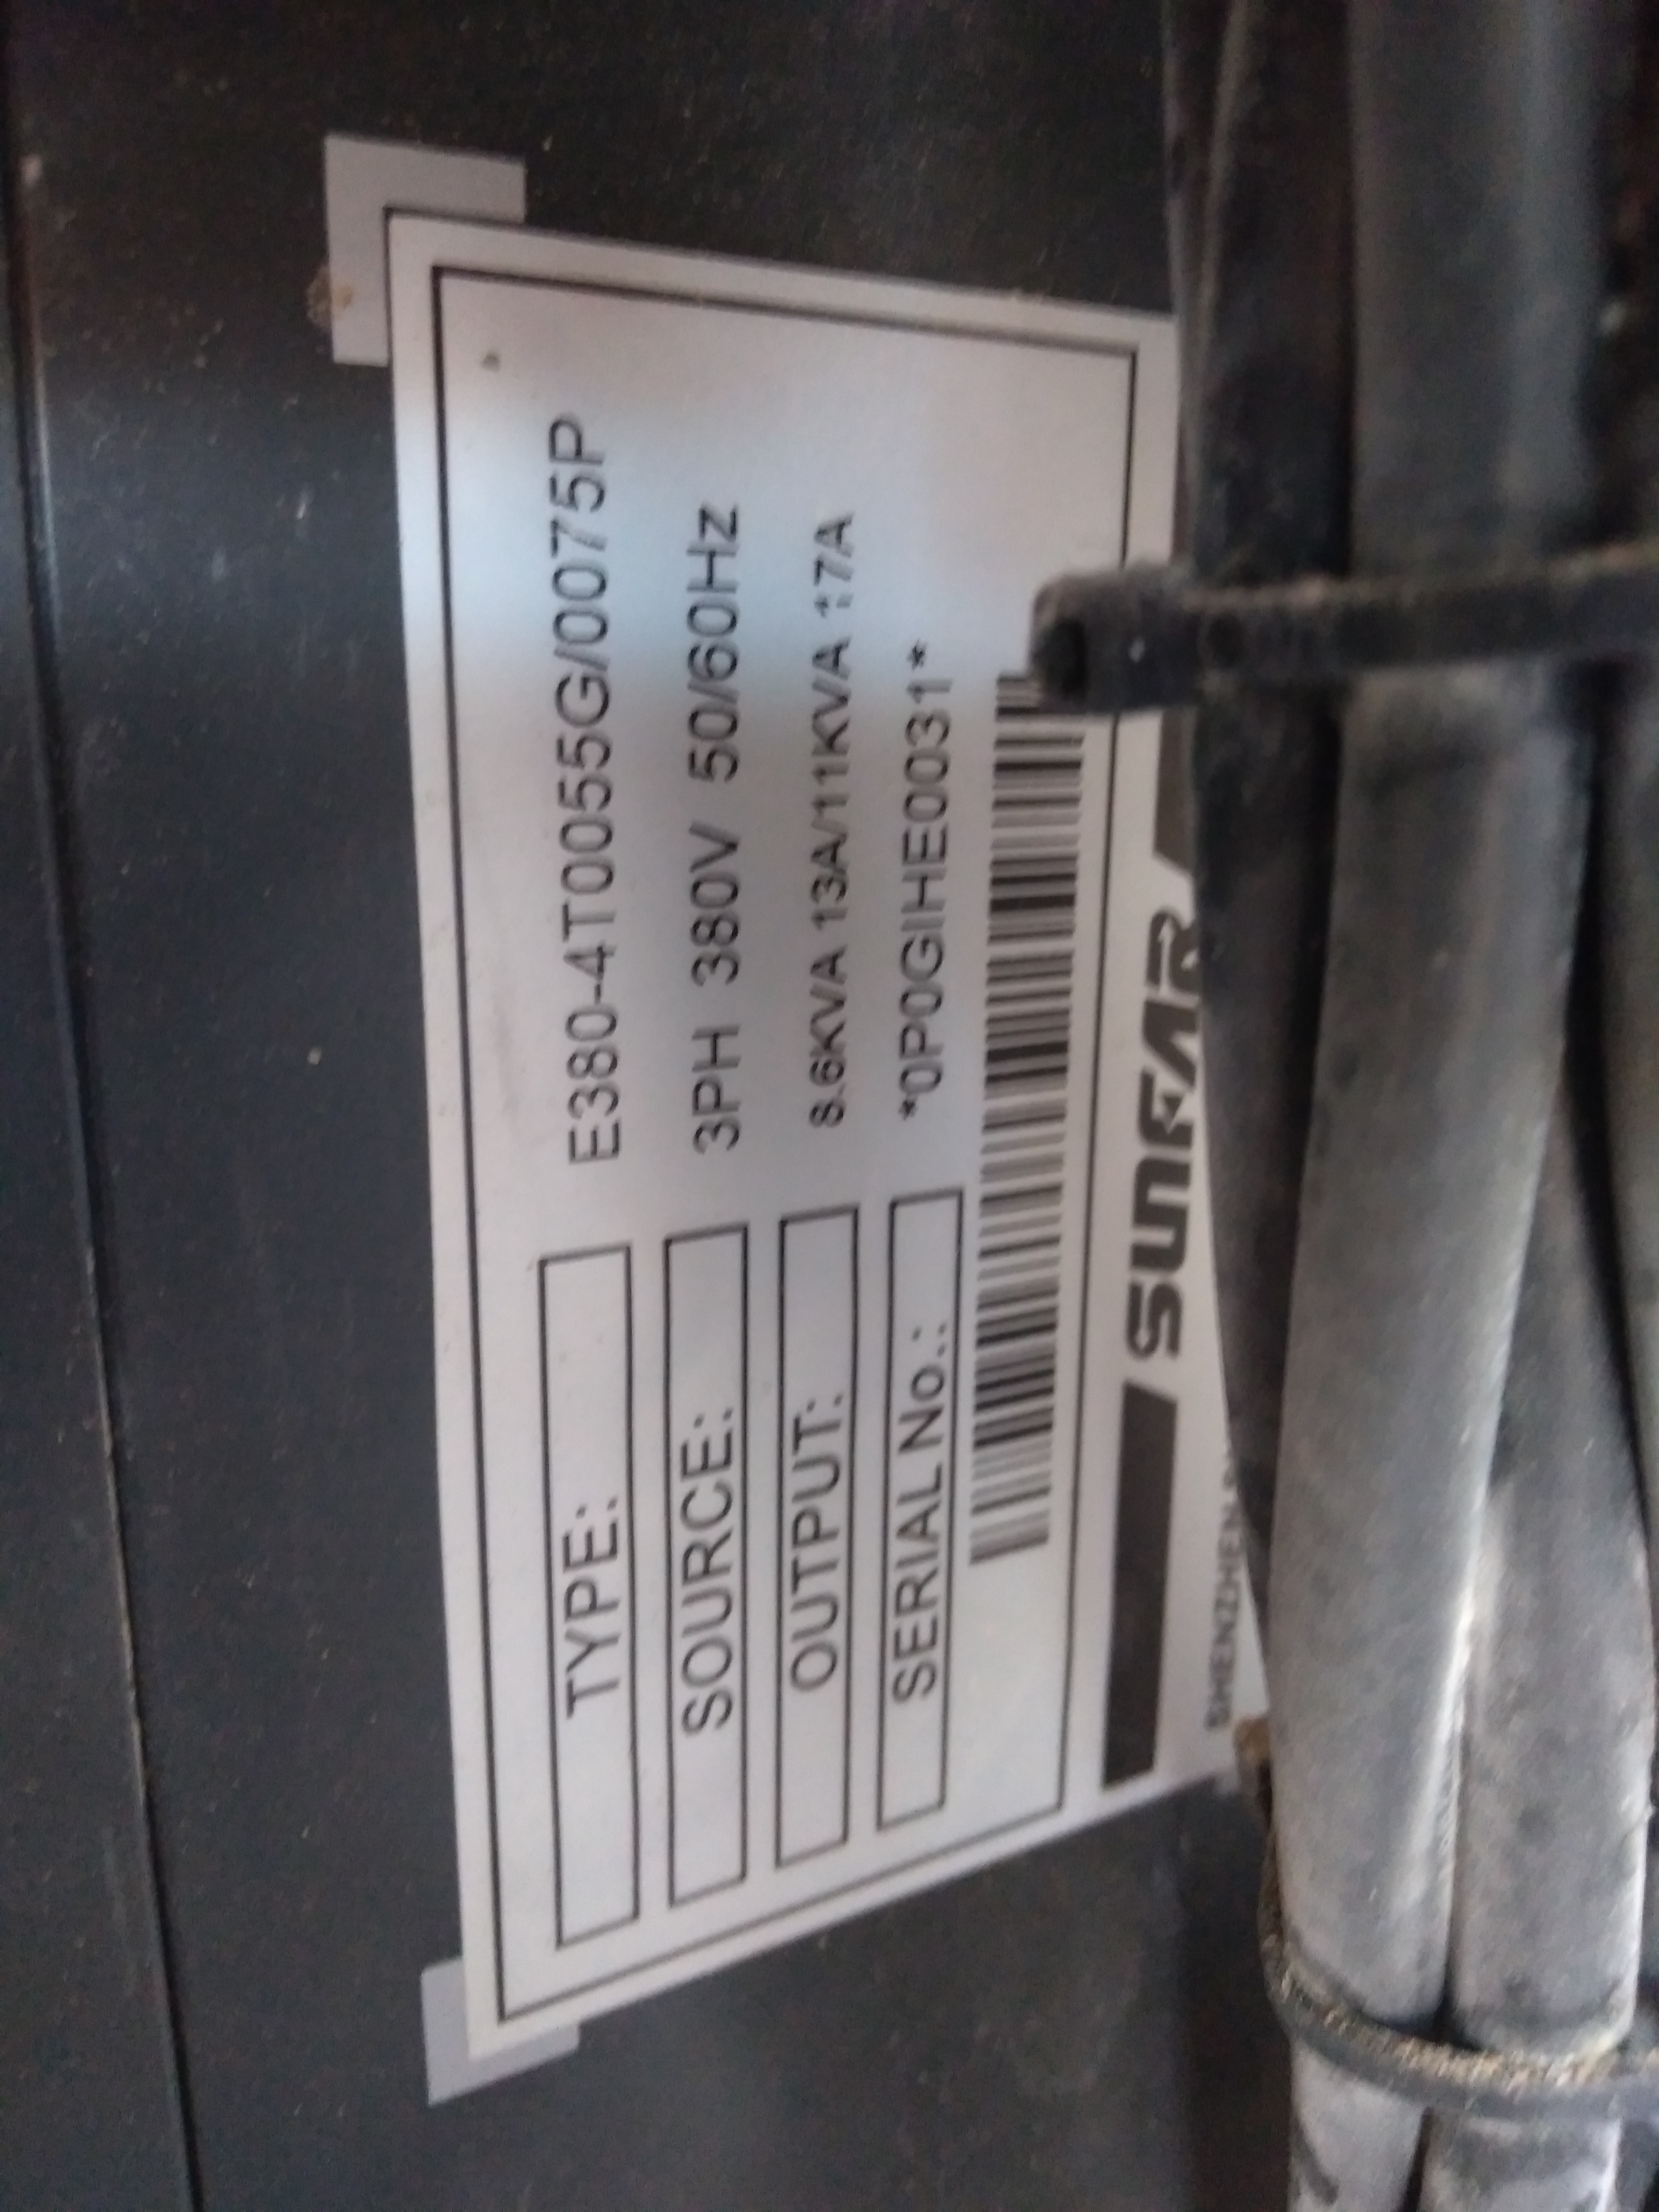 TYPE: E380-4T0055G/0075P
SOURCE: 3PH 380V 50/60Hz
OUTPUT: 8.6KVA 13A/11KVA 17A
SERIAL No.: *0P0GIHE0031*
SUNFAR
SHENZHEN